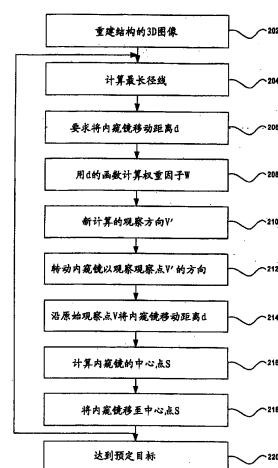 重建结构的3D图像
202
计算最长径线
204
要求将内窥镜移动距离d
206
用d的函数计算权重因子W
208
新计算的观察方向V'
210
转动内窥镜以观察观察点V'的方向
212
沿原始观察点V将内窥镜移动距离d
214
计算内窥镜的中心点S
216
将内窥镜移至中心点S
218
达到预定目标
220